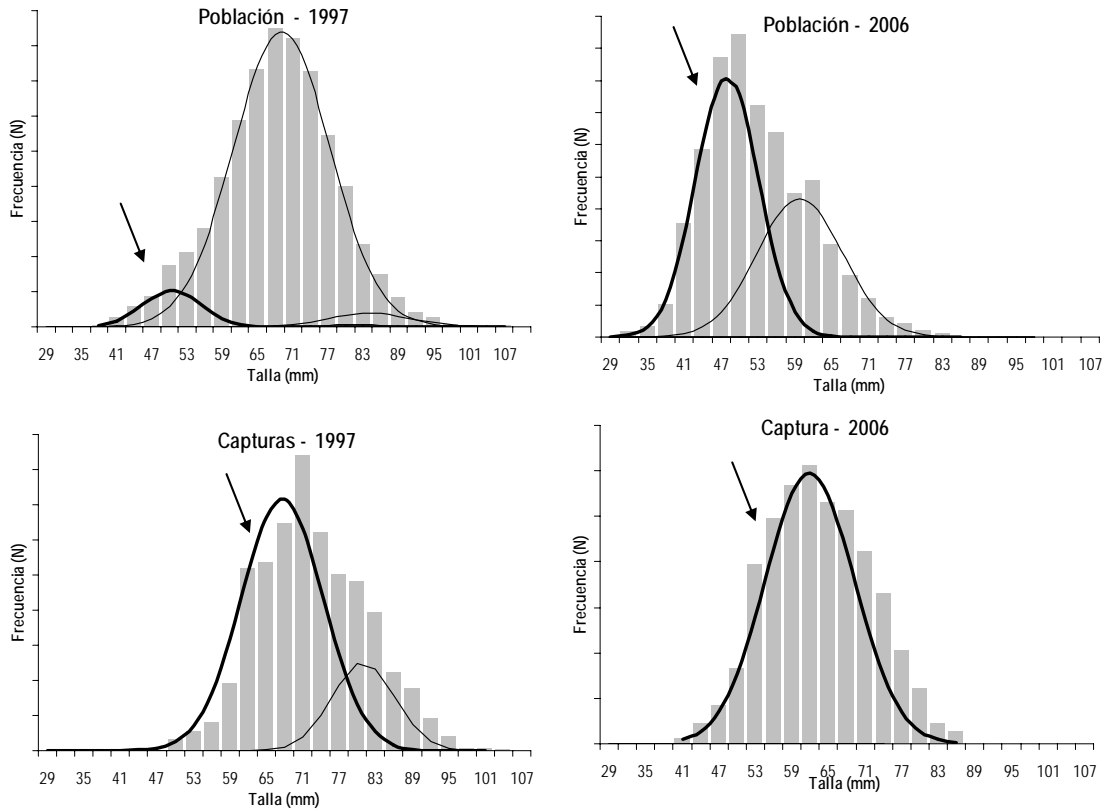 Población - 1997
Frecuencia (N)
29 35 41 47 53 59 65 71 77 83 89 95 101 107
Talla (mm)
Población - 2006
Frecuencia (N)
29 35 41 47 53 59 65 71 77 83 89 95 101 107
Talla (mm)
Capturas - 1997
Frecuencia (N)
29 35 41 47 53 59 65 71 77 83 89 95 101 107
Talla (mm)
Captura - 2006
Frecuencia (N)
29 35 41 47 53 59 65 71 77 83 89 95 101 107
Talla (mm)